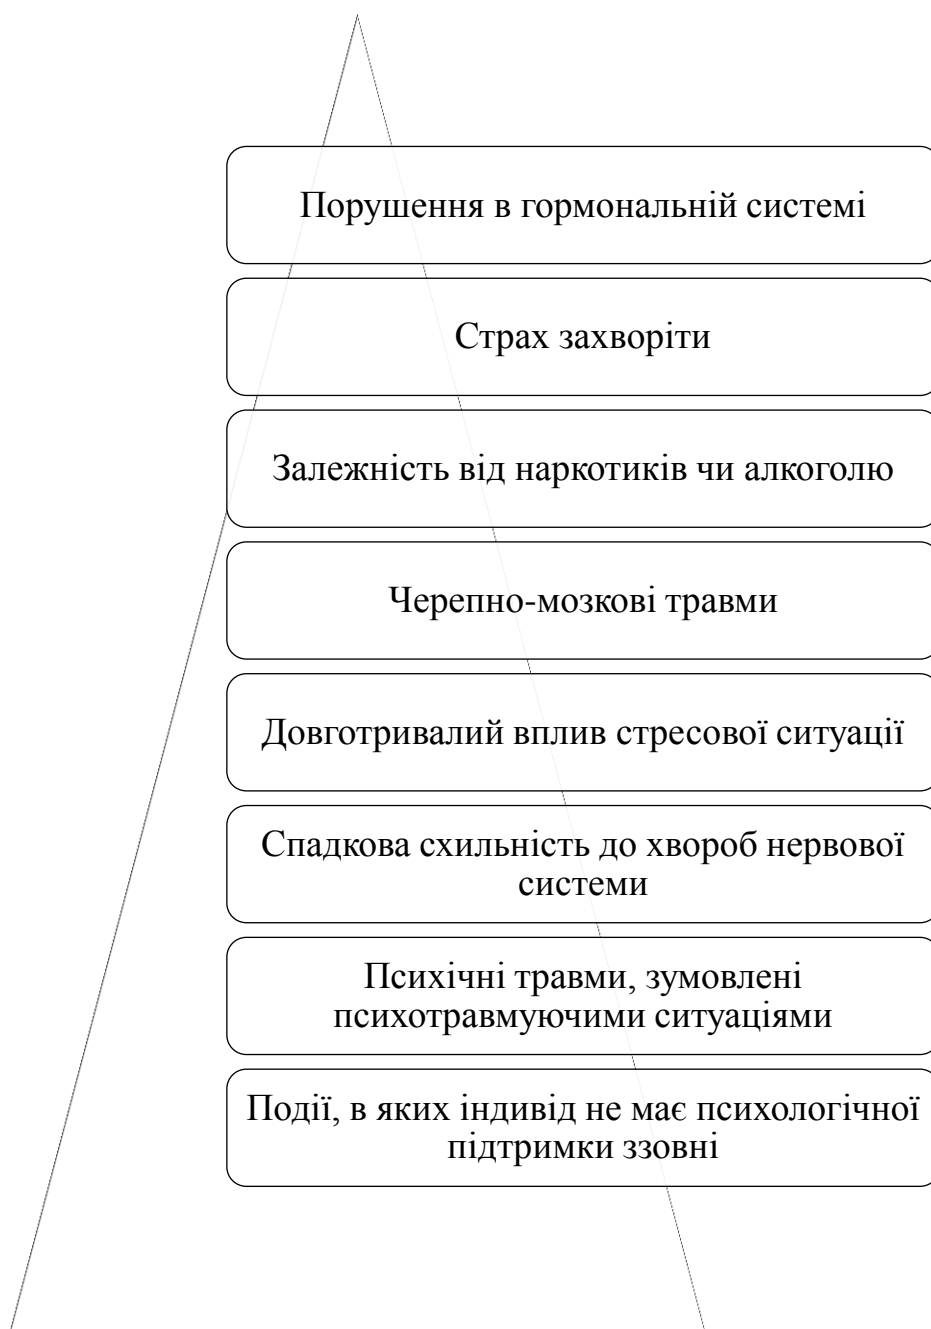 Порушення в гормональній системі
Страх захворіти
Залежність від наркотиків чи алкоголю
Черепно-мозкові травми
Довготривалий вплив стресової ситуації
Спадкова схильність до хвороб нервової
системи
Психічні травми, зумовлені
психотравмуючими ситуаціями
Події, в яких індивід не має психологічної
підтримки ззовні